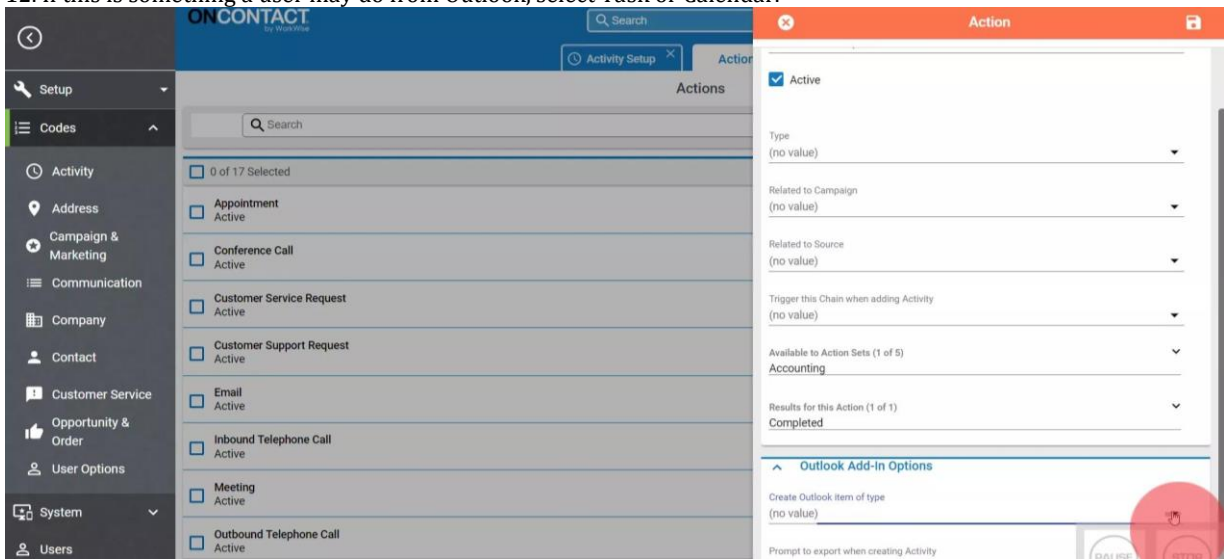 12. If this is something a user may do from Outlook, select Task or Calendar.
ONCONTACT
by WorkWise
Search
Activity Setup
Action
Actions
Search
0 of 17 Selected
Appointment
Active
Conference Call
Active
Customer Service Request
Active
Customer Support Request
Active
Email
Active
Inbound Telephone Call
Active
Meeting
Active
Outbound Telephone Call
Active
Setup
Codes
Activity
Address
Campaign &
Marketing
Communication
Company
Contact
Customer Service
Opportunity &
Order
User Options
System
Users
Action
Active
Type
(no value)
Related to Campaign
(no value)
Related to Source
(no value)
Trigger this Chain when adding Activity
(no value)
Available to Action Sets (1 of 5)
Accounting
Results for this Action (1 of 1)
Completed
Outlook Add-In Options
Create Outlook item of type
(no value)
Prompt to export when creating Activity
PAUSE
STOP